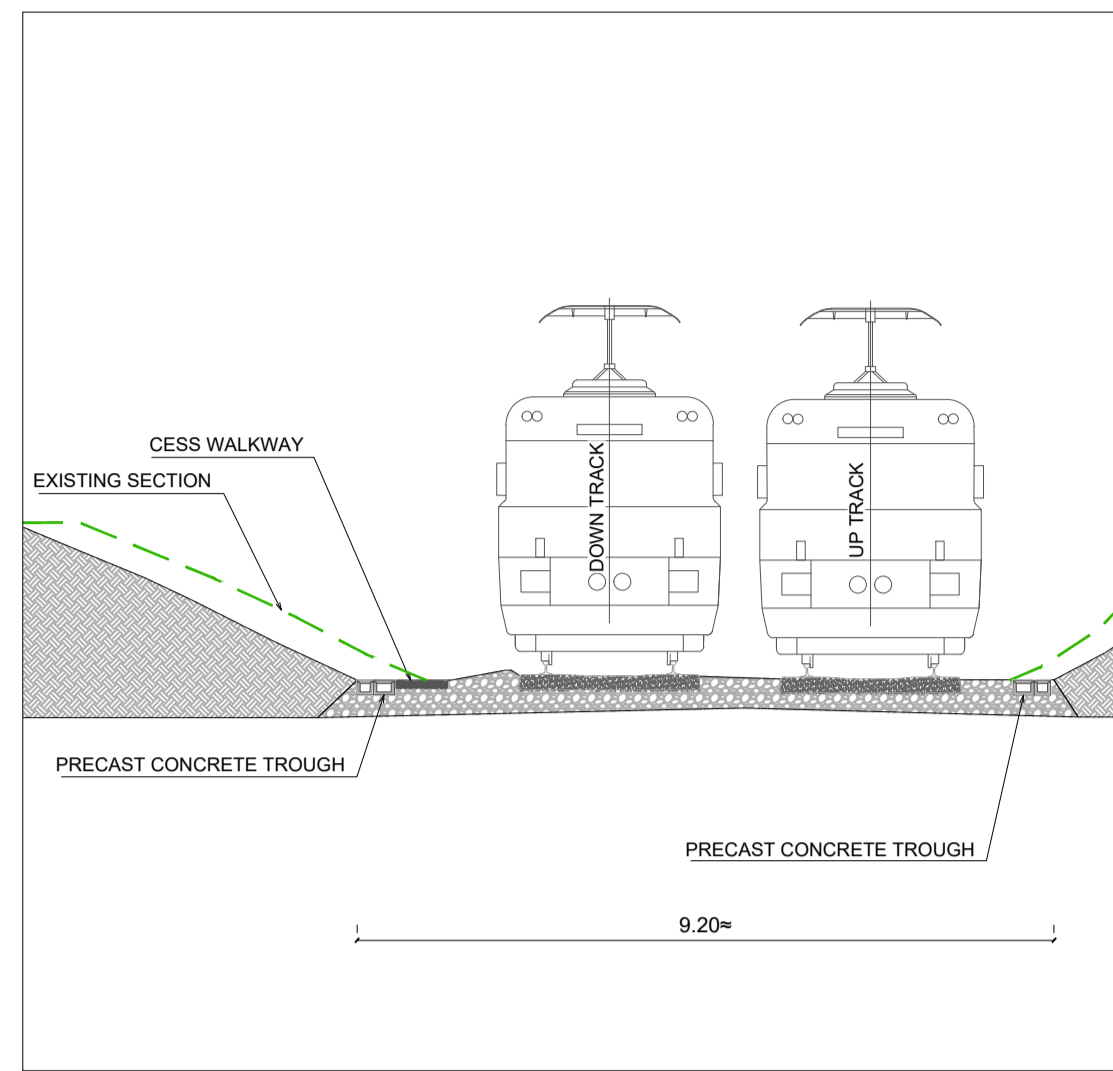 CESS WALKWAY
EXISTING SECTION
DOWN TRACK
UP TRACK
PRECAST CONCRETE TROUGH
PRECAST CONCRETE TROUGH
9.20≈